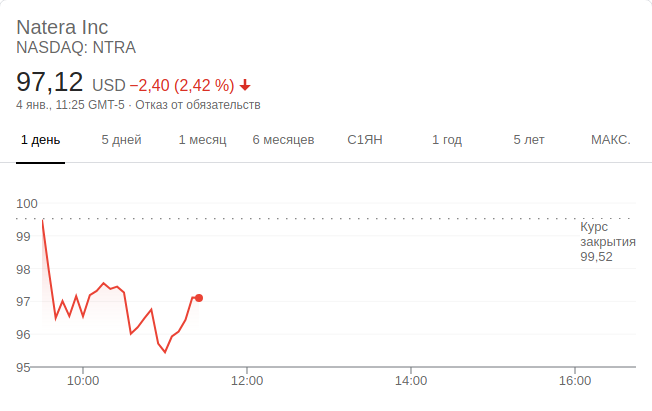 Natera Inc
NASDAQ: NTRA
97,12 USD −2,40 (2,42 %)
4 янв., 11:25 GMT-5 · Отказ от обязательств
1 день 5 дней 1 месяц 6 месяцев С1ЯН 1 год 5 лет МАКС.
100
99
98
97
96
95
Курс
закрытия
99,52
10:00 12:00 14:00 16:00